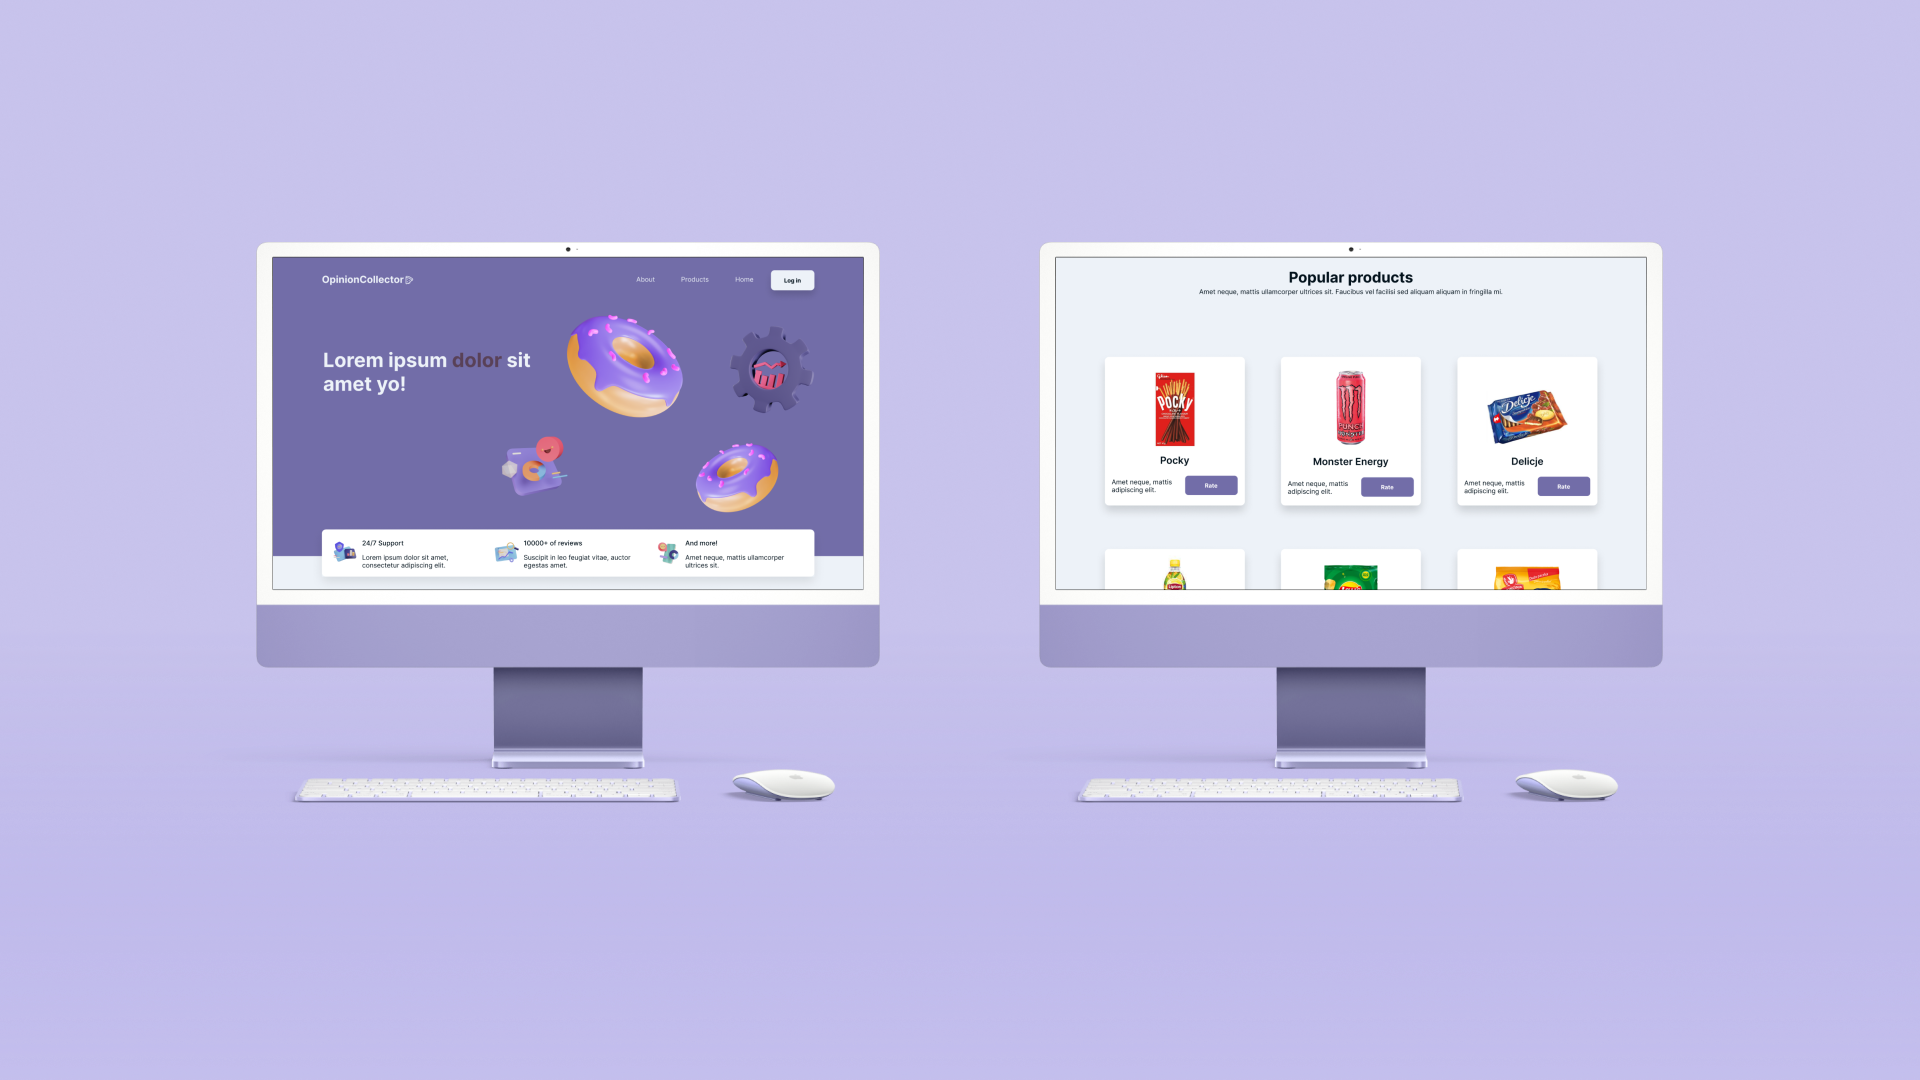 OpinionCollector
About
Products
Home
Log in
Lorem ipsum dolor sit
amet yo!
24/7 Support
Lorem ipsum dolor sit amet,
consectetur adipiscing elit.
10000+ of reviews
Suscipit in leo feugiat vitae, auctor
egestas amet.
And more!
Amet neque, mattis ullamcorper
ultrices sit.
Popular products
Amet neque, mattis ullamcorper ultrices sit. Faucibus vel facilisi sed aliquam aliquam in fringilla mi.
POCKY
Pocky
Amet neque, mattis
adipiscing elit.
Rate
Monster Energy
Amet neque, mattis
adipiscing elit.
Rate
Delicje
Delicje
Amet neque, mattis
adipiscing elit.
Rate